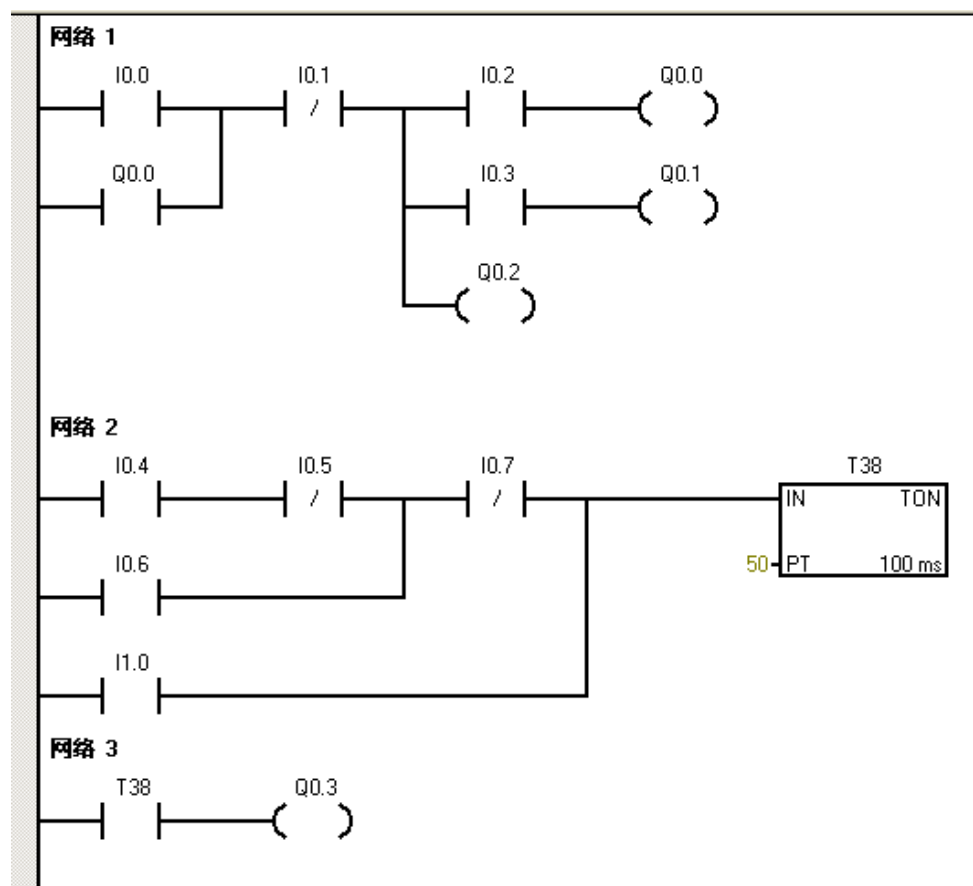 网络 1
I0.0 I0.1 I0.2 Q0.0
/
Q0.0 I0.3 Q0.1
Q0.2
网络 2
I0.4 I0.5 I0.7 T38
/ /
IN TON
I0.6
50 PT 100 ms
I1.0
网络 3
T38 Q0.3